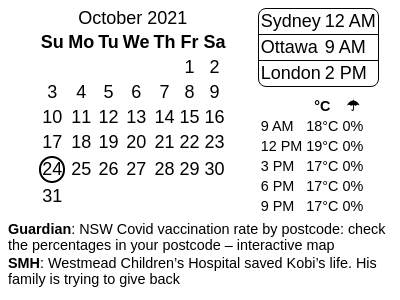 October 2021
Su Mo Tu We Th Fr Sa
1 2
3 4 5 6 7 8 9
10 11 12 13 14 15 16
17 18 19 20 21 22 23
24 25 26 27 28 29 30
31
Sydney 12 AM
Ottawa 9 AM
London 2 PM
°C ☂
9 AM 18°C 0%
12 PM 19°C 0%
3 PM 17°C 0%
6 PM 17°C 0%
9 PM 17°C 0%
Guardian: NSW Covid vaccination rate by postcode: check
the percentages in your postcode – interactive map
SMH: Westmead Children’s Hospital saved Kobi’s life. His
family is trying to give back